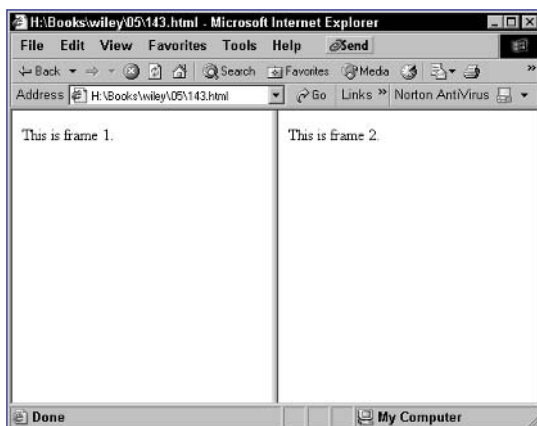 H:\Books\wiley\05\143.html - Microsoft Internet Explorer
File Edit View Favorites Tools Help Send
Back Search Favorites Media »
Address H:\Books\wiley\05\143.html Go Links » Norton AntiVirus
This is frame 1. This is frame 2.
Done My Computer